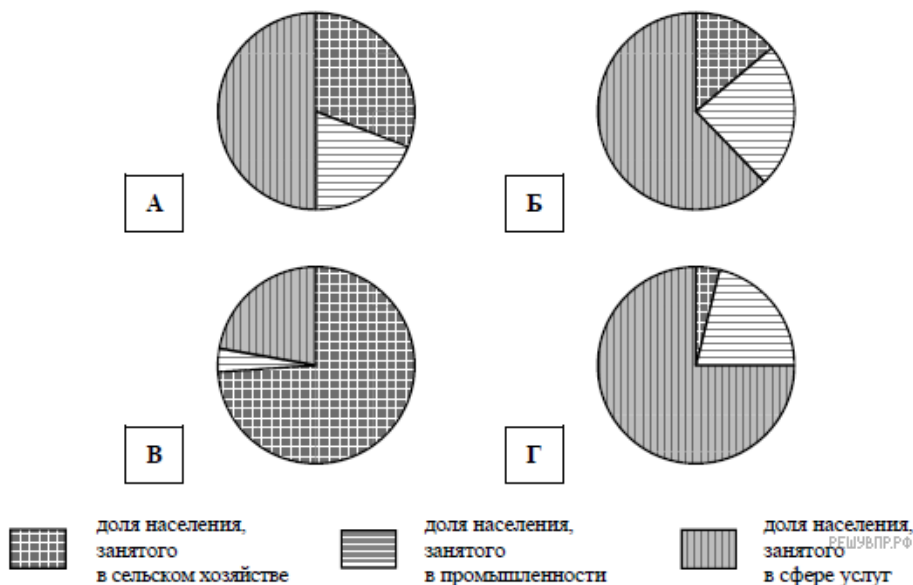 А
Б
В
Г
доля населения,
занятого
в сельском хозяйстве
доля населения,
занятого
в промышленности
доля населения,
занятого
в сфере услуг
РЕШУВПР.РФ